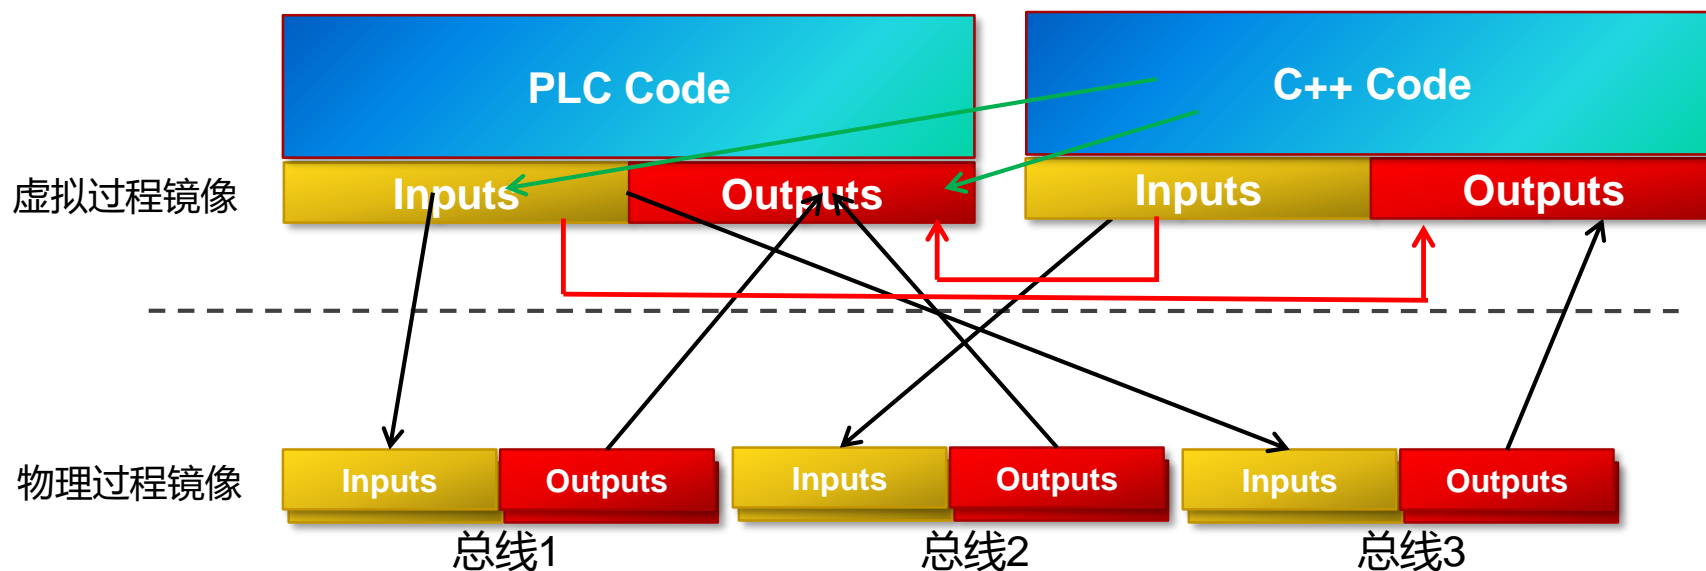 PLC Code
C++ Code
虚拟过程镜像
Inputs
Outputs
Inputs
Outputs
物理过程镜像
Inputs
Outputs
Inputs
Outputs
Inputs
Outputs
总线1
总线2
总线3